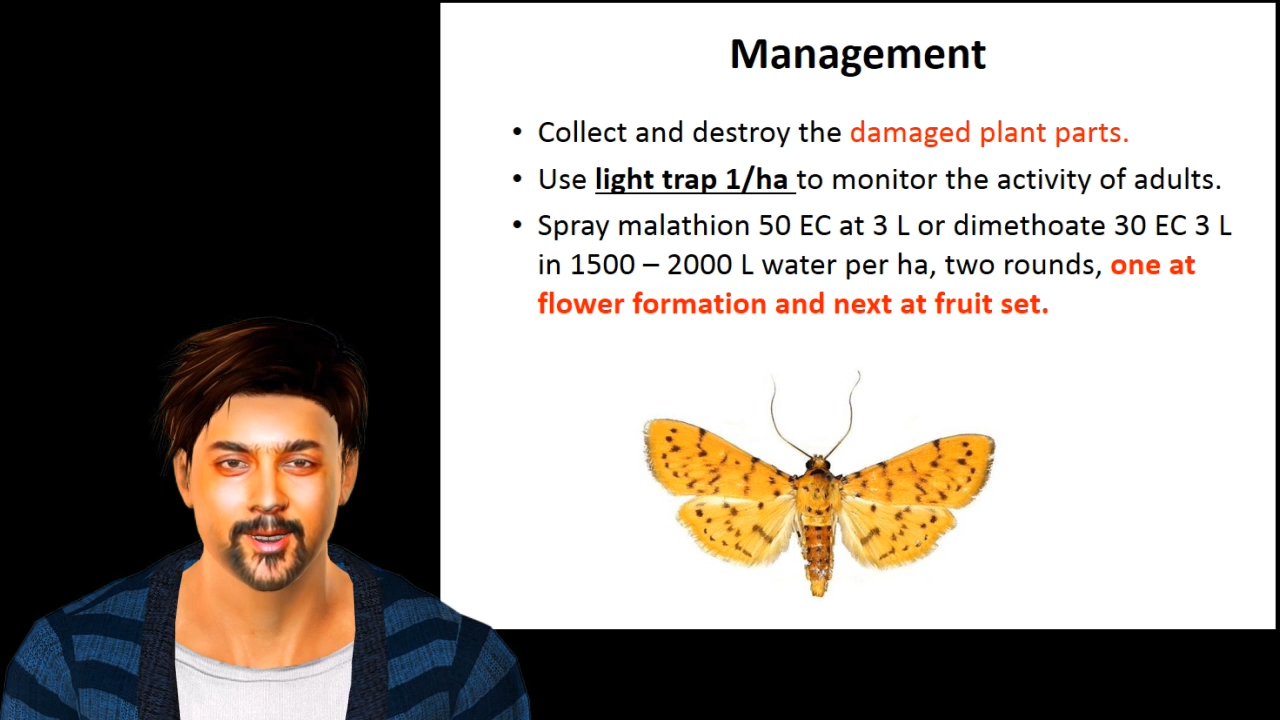 Management
• Collect and destroy the damaged plant parts.
• Use light trap 1/ha to monitor the activity of adults.
• Spray malathion 50 EC at 3 L or dimethoate 30 EC 3 L
in 1500 – 2000 L water per ha, two rounds, one at
flower formation and next at fruit set.